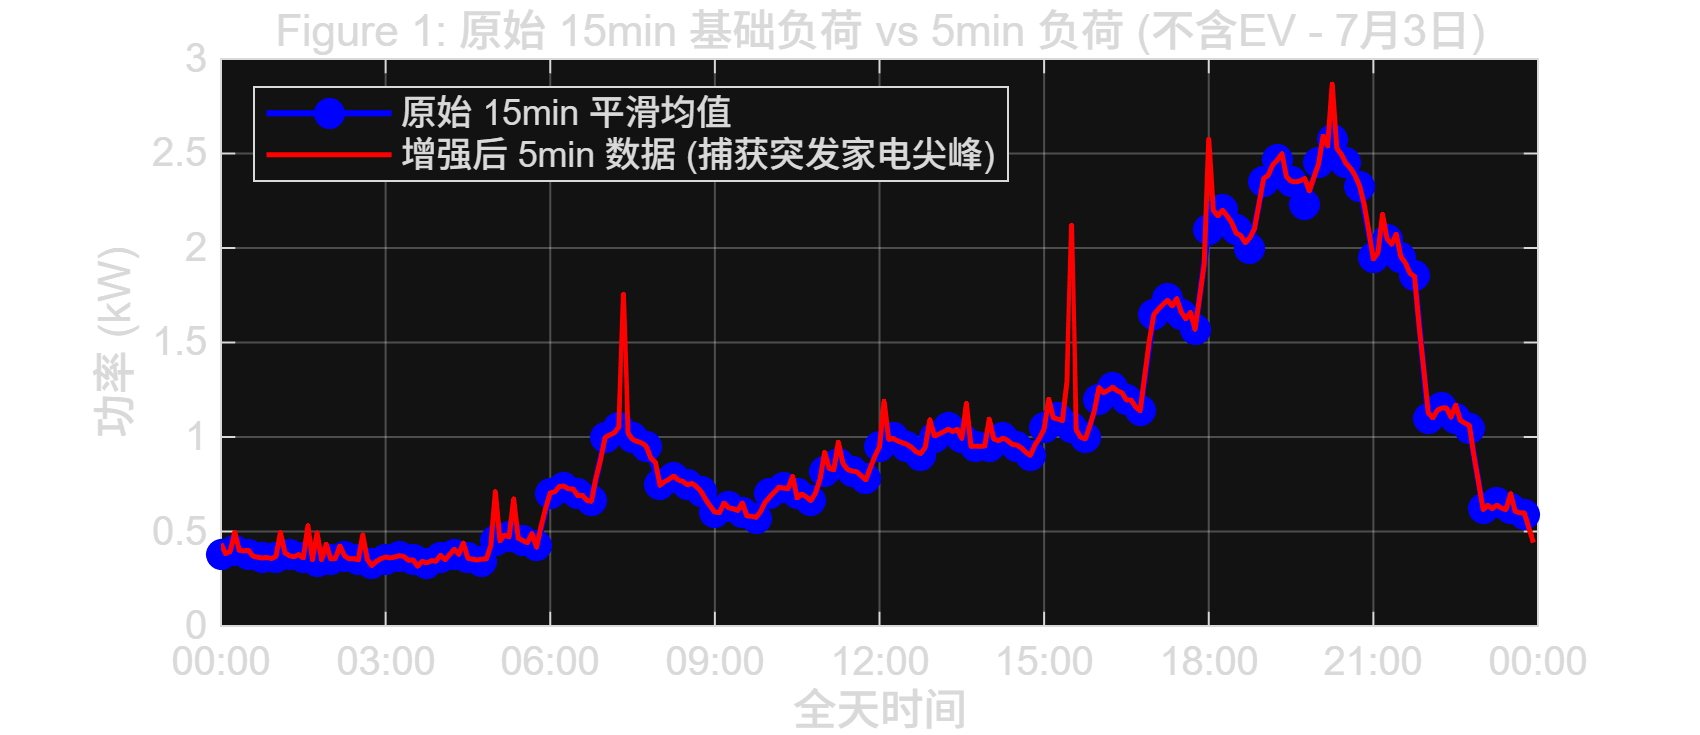 Figure 1: 原始 15min 基础负荷 vs 5min 负荷 (不含EV - 7月3日)
原始 15min 平滑均值
增强后 5min 数据 (捕获突发家电尖峰)
功率 (kW)
3
2.5
2
1.5
1
0.5
0
00:00 03:00 06:00 09:00 12:00 15:00 18:00 21:00 00:00
全天时间